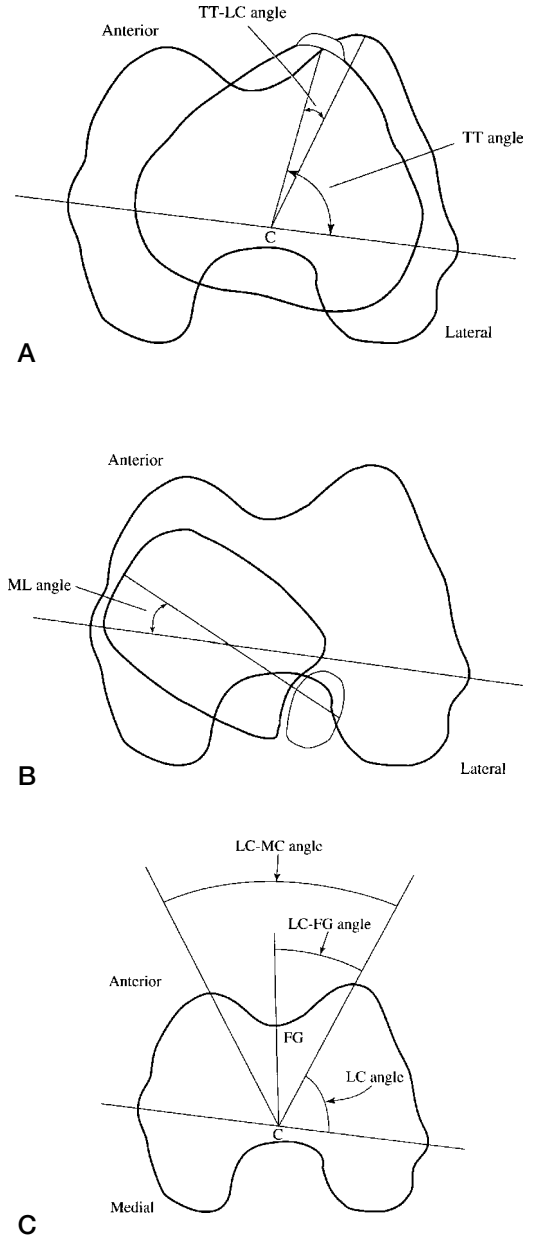 TT-LC angle
Anterior
TT angle
C
Lateral
A
Anterior
ML angle
B
Lateral
LC-MC angle
LC-FG angle
Anterior
FG
LC angle
C
Medial
C